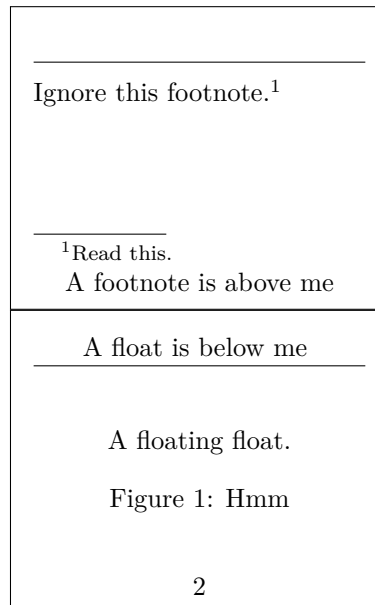 Ignore this footnote.¹
¹Read this.
A footnote is above me
A float is below me
A floating float.
Figure 1: Hmm
2